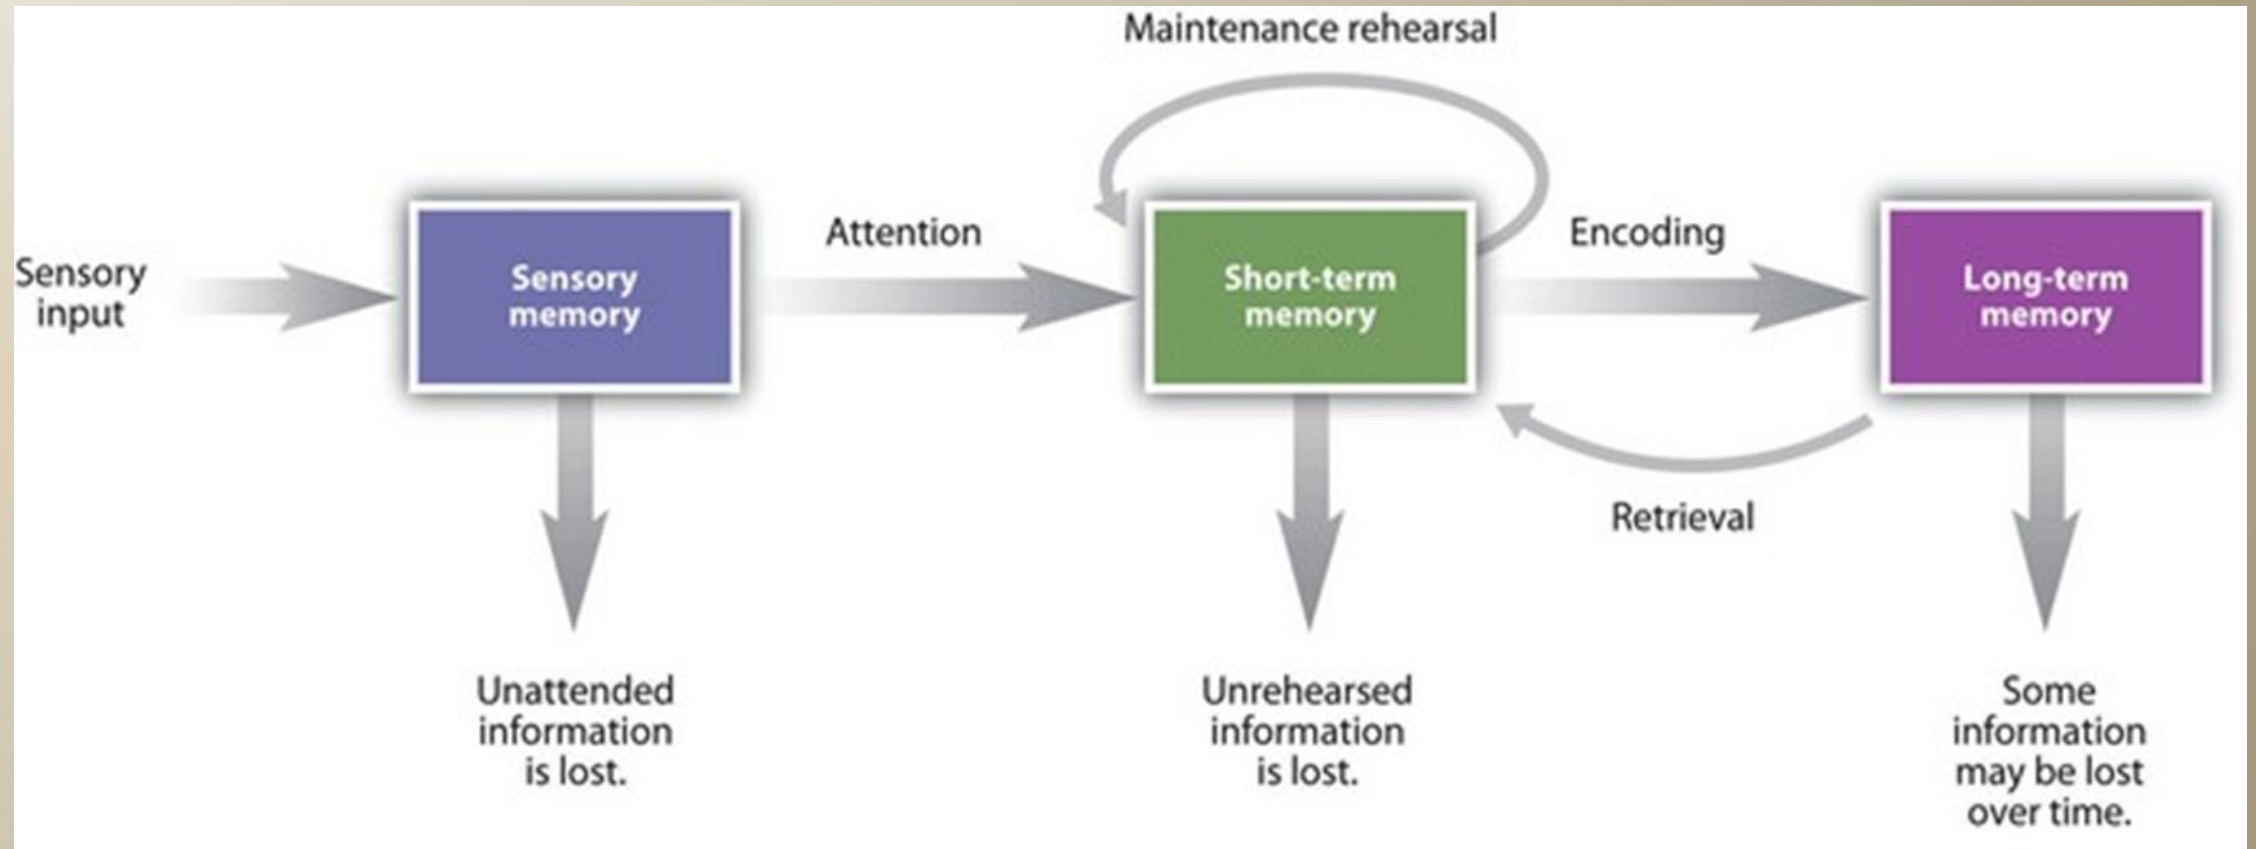 Maintenance rehearsal
Sensory
input
Sensory
memory
Attention
Short-term
memory
Encoding
Long-term
memory
Retrieval
Unattended
information
is lost.
Unrehearsed
information
is lost.
Some
information
may be lost
over time.